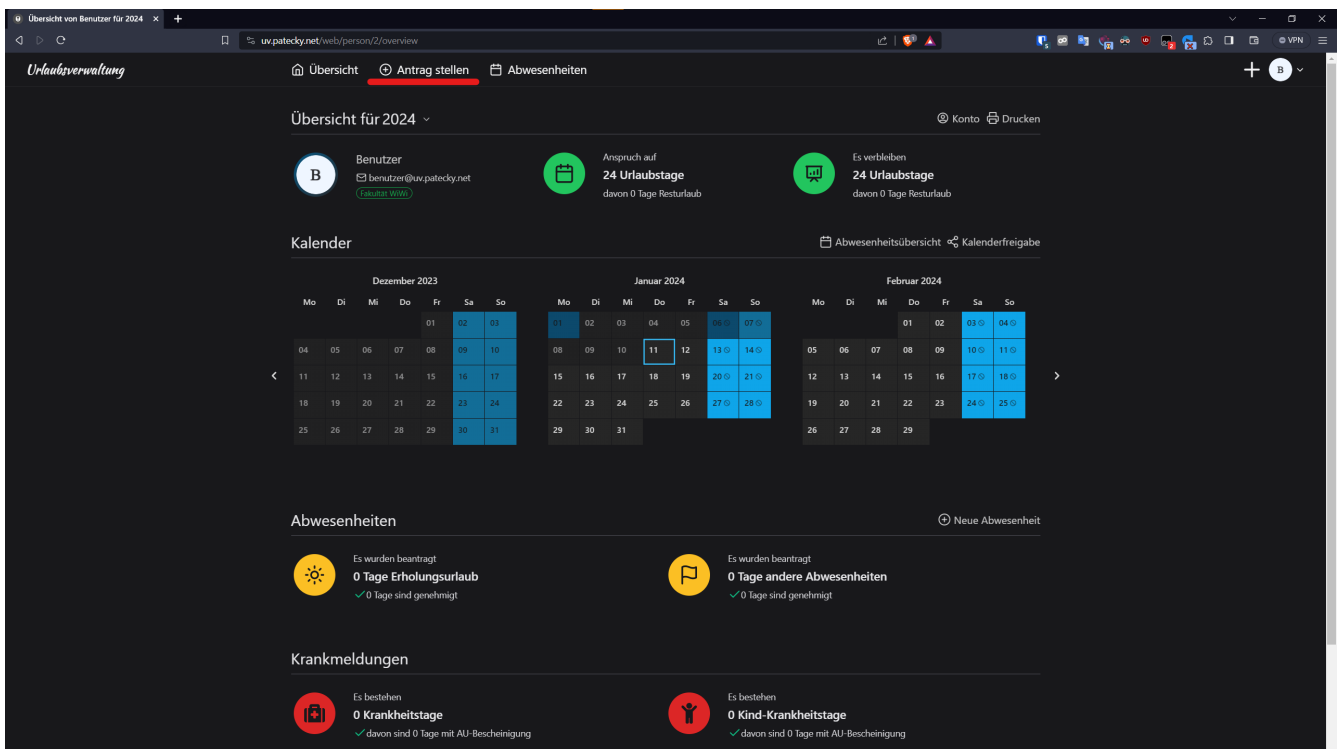 Übersicht von Benutzer für 2024
uv.patecky.net/web/person/2/overview
VPN
Urlaubsverwaltung
Übersicht Antrag stellen Abwesenheiten
B
Übersicht für 2024
Konto Drucken
B
Benutzer
benutzer@uv.patecky.net
Fakultät WiWi
Anspruch auf
24 Urlaubstage
davon 0 Tage Resturlaub
Es verbleiben
24 Urlaubstage
davon 0 Tage Resturlaub
Kalender
Abwesenheitsübersicht Kalenderfreigabe
Dezember 2023
Mo Di Mi Do Fr Sa So
01 02 03
04 05 06 07 08 09 10
11 12 13 14 15 16 17
18 19 20 21 22 23 24
25 26 27 28 29 30 31
Januar 2024
Mo Di Mi Do Fr Sa So
01 02 03 04 05 06 07
08 09 10 11 12 13 14
15 16 17 18 19 20 21
22 23 24 25 26 27 28
29 30 31
Februar 2024
Mo Di Mi Do Fr Sa So
01 02 03 04
05 06 07 08 09 10 11
12 13 14 15 16 17 18
19 20 21 22 23 24 25
26 27 28 29
Abwesenheiten
Neue Abwesenheit
Es wurden beantragt
0 Tage Erholungsurlaub
0 Tage sind genehmigt
Es wurden beantragt
0 Tage andere Abwesenheiten
0 Tage sind genehmigt
Krankmeldungen
Es bestehen
0 Krankheitstage
davon sind 0 Tage mit AU-Bescheinigung
Es bestehen
0 Kind-Krankheitstage
davon sind 0 Tage mit AU-Bescheinigung